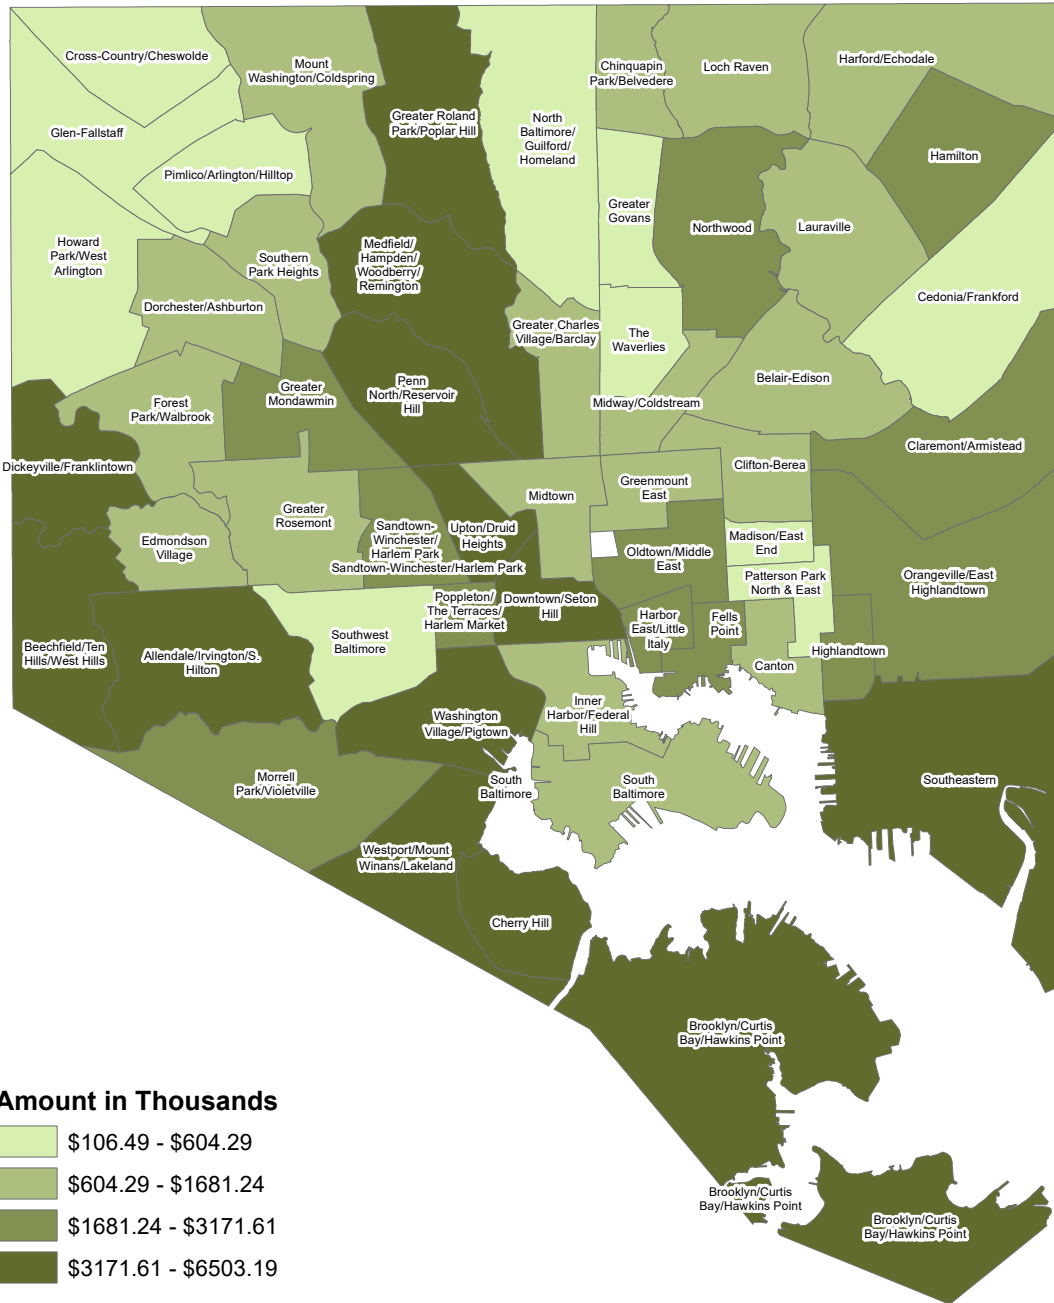 Cross-Country/Cheswolde
Mount
Washington/Coldspring
Greater Roland
Park/Poplar Hill
North
Baltimore/
Guilford/
Homeland
Chinquapin
Park/Belvedere
Loch Raven
Harford/Echodale
Glen-Fallstaff
Pimlico/Arlington/Hilltop
Hamilton
Greater
Govans
Northwood
Lauraville
Howard
Park/West
Arlington
Southern
Park Heights
Medfield/
Hampden/
Woodberry/
Remington
Cedonia/Frankford
Dorchester/Ashburton
Greater Charles
Village/Barclay
The
Waverlies
Belair-Edison
Greater
Mondawmin
Penn
North/Reservoir
Hill
Forest
Park/Walbrook
Midway/Coldstream
Claremont/Armistead
Dickeyville/Franklintown
Clifton-Berea
Greenmount
East
Midtown
Greater
Rosemont
Sandtown-
Winchester/
Harlem Park
Upton/Druid
Heights
Edmondson
Village
Sandtown-Winchester/Harlem Park
Madison/East
End
Oldtown/Middle
East
Patterson Park
North & East
Orangeville/East
Highlandtown
Poppleton/
The Terraces/
Harlem Market
Downtown/Seton
Hill
Harbor
East/Little
Italy
Fells
Point
Southwest
Baltimore
Beechfield/Ten
Hills/West Hills
Allendale/Irvington/S.
Hilton
Highlandtown
Canton
Inner
Harbor/Federal
Hill
Washington
Village/Pigtown
Morrell
Park/Violetville
South
Baltimore
South
Baltimore
Southeastern
Westport/Mount
Winans/Lakeland
Cherry Hill
Brooklyn/Curtis
Bay/Hawkins Point
Amount in Thousands
$106.49 - $604.29
$604.29 - $1681.24
$1681.24 - $3171.61
$3171.61 - $6503.19
Brooklyn/Curtis
Bay/Hawkins Point
Brooklyn/Curtis
Bay/Hawkins Point